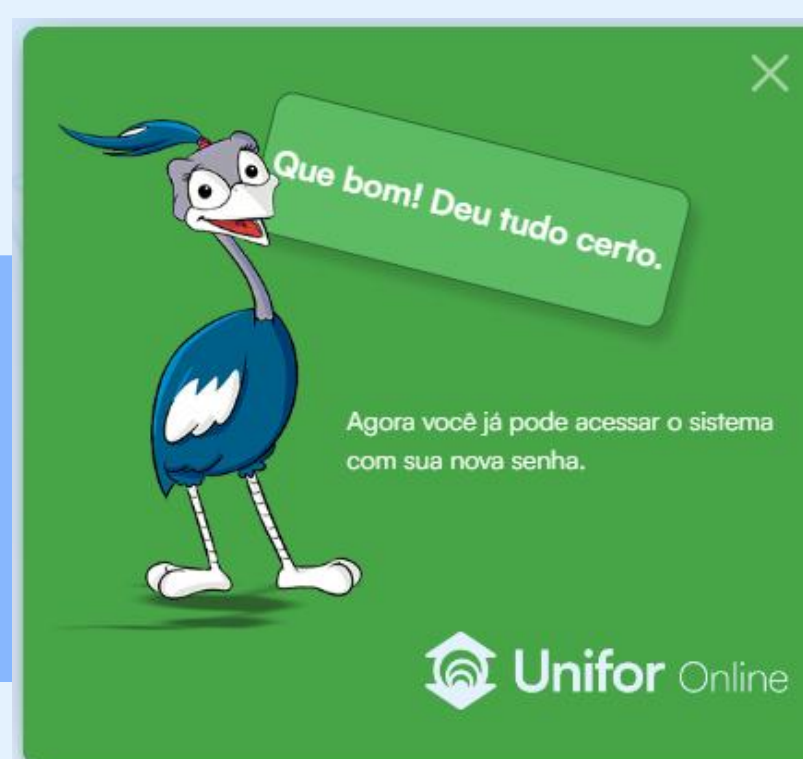 Que bom! Deu tudo certo.
Agora você já pode acessar o sistema
com sua nova senha.
Unifor Online